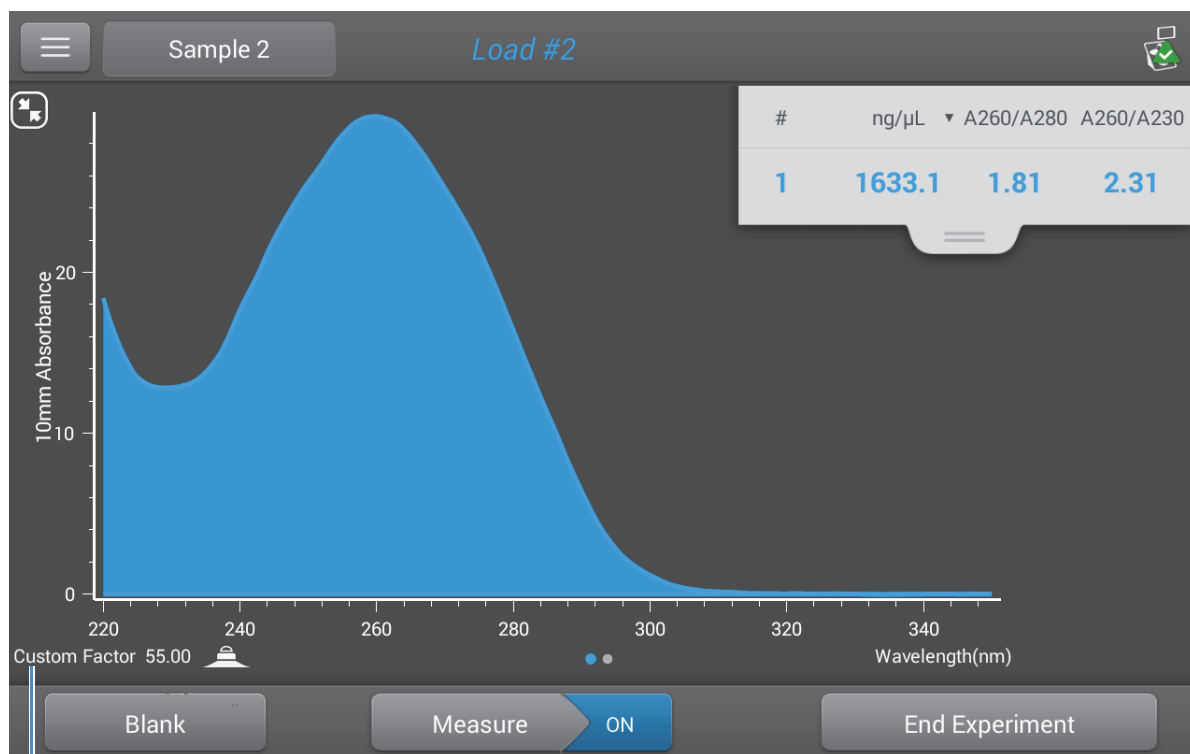 Sample 2
Load #2
# ng/µL ▼ A260/A280 A260/A230
1 1633.1 1.81 2.31
10mm Absorbance
20
10
0
220 240 260 280 300 320 340
Custom Factor 55.00
Wavelength(nm)
Blank
Measure
ON
End Experiment